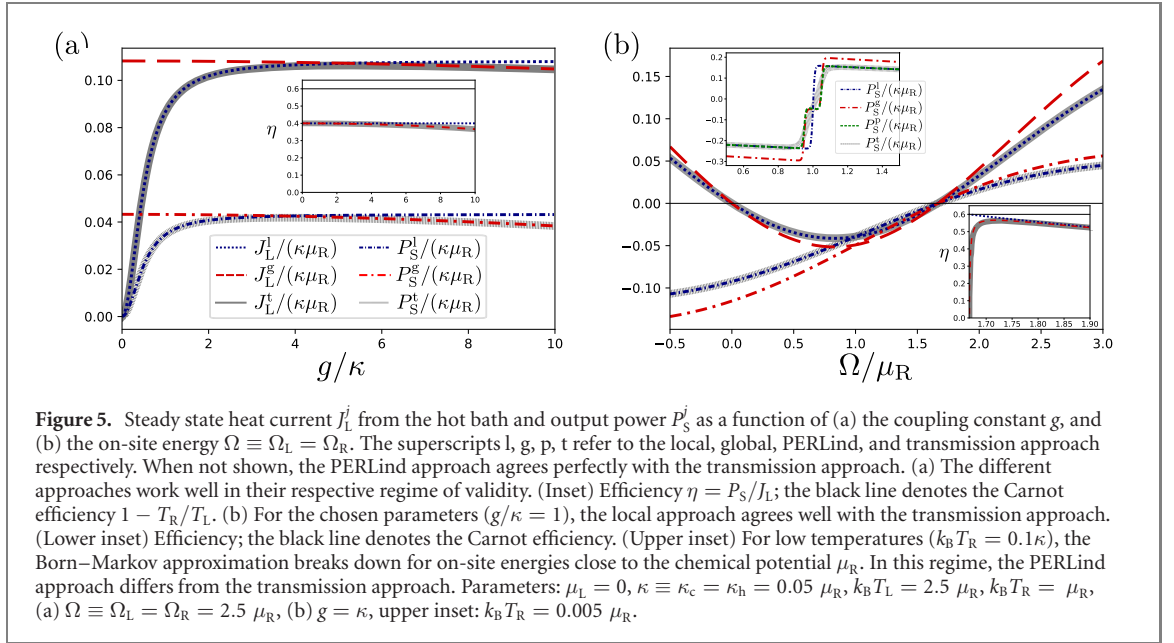 (a)
0.10
0.08
0.06
0.04
0.02
0.00
0
2
4
6
8
10
g/κ
0.6
0.5
0.4
0.3
0.2
0.1
0.0
η
0 2 4 6 8 10
J_L^l/(κμ_R) P_S^l/(κμ_R)
J_L^g/(κμ_R) P_S^g/(κμ_R)
J_L^t/(κμ_R) P_S^t/(κμ_R)
(b)
0.15
0.10
0.05
0.00
−0.05
−0.10
−0.5 0.0 0.5 1.0 1.5 2.0 2.5 3.0
Ω/μ_R
0.2
0.1
0.0
−0.1
−0.2
−0.3
0.6 0.8 1.0 1.2 1.4
P_S^l/(κμ_R)
P_S^g/(κμ_R)
P_S^p/(κμ_R)
P_S^t/(κμ_R)
0.6
0.5
0.4
0.3
0.2
0.1
0.0
η
1.70 1.75 1.80 1.85 1.90
Figure 5. Steady state heat current J_L^j from the hot bath and output power P_S^j as a function of (a) the coupling constant g, and
(b) the on-site energy Ω ≡ Ω_L = Ω_R. The superscripts l, g, p, t refer to the local, global, PERLind, and transmission approach
respectively. When not shown, the PERLind approach agrees perfectly with the transmission approach. (a) The different
approaches work well in their respective regime of validity. (Inset) Efficiency η = P_S/J_L; the black line denotes the Carnot
efficiency 1 − T_R/T_L. (b) For the chosen parameters (g/κ = 1), the local approach agrees well with the transmission approach.
(Lower inset) Efficiency; the black line denotes the Carnot efficiency. (Upper inset) For low temperatures (k_BT_R = 0.1κ), the
Born–Markov approximation breaks down for on-site energies close to the chemical potential μ_R. In this regime, the PERLind
approach differs from the transmission approach. Parameters: μ_L = 0, κ ≡ κ_c = κ_h = 0.05 μ_R, k_BT_L = 2.5 μ_R, k_BT_R = μ_R,
(a) Ω ≡ Ω_L = Ω_R = 2.5 μ_R, (b) g = κ, upper inset: k_BT_R = 0.005 μ_R.